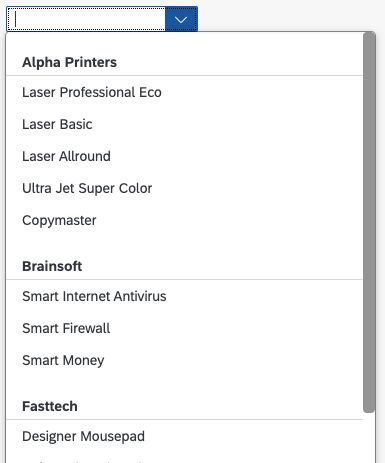 Alpha Printers
Laser Professional Eco
Laser Basic
Laser Allround
Ultra Jet Super Color
Copymaster
Brainsoft
Smart Internet Antivirus
Smart Firewall
Smart Money
Fasttech
Designer Mousepad